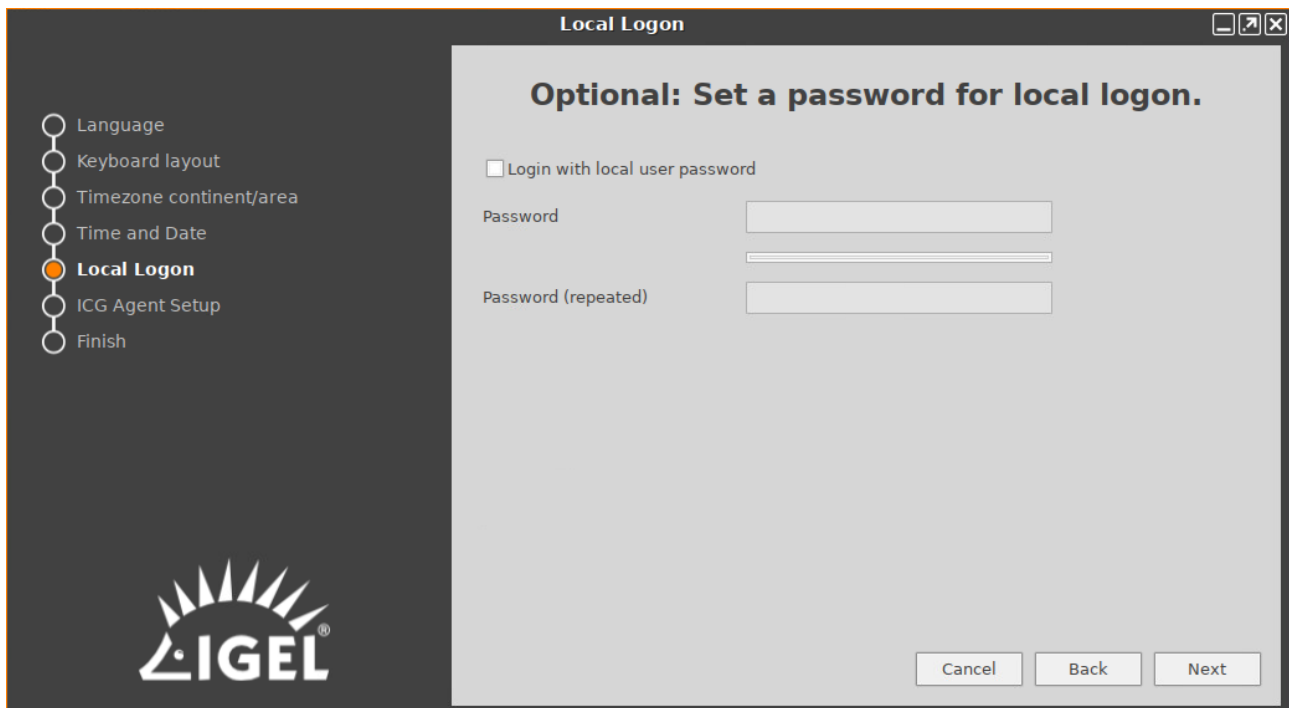 Local Logon
Language
Keyboard layout
Timezone continent/area
Time and Date
Local Logon
ICG Agent Setup
Finish
IGEL®
Optional: Set a password for local logon.
Login with local user password
Password
Password (repeated)
Cancel Back Next